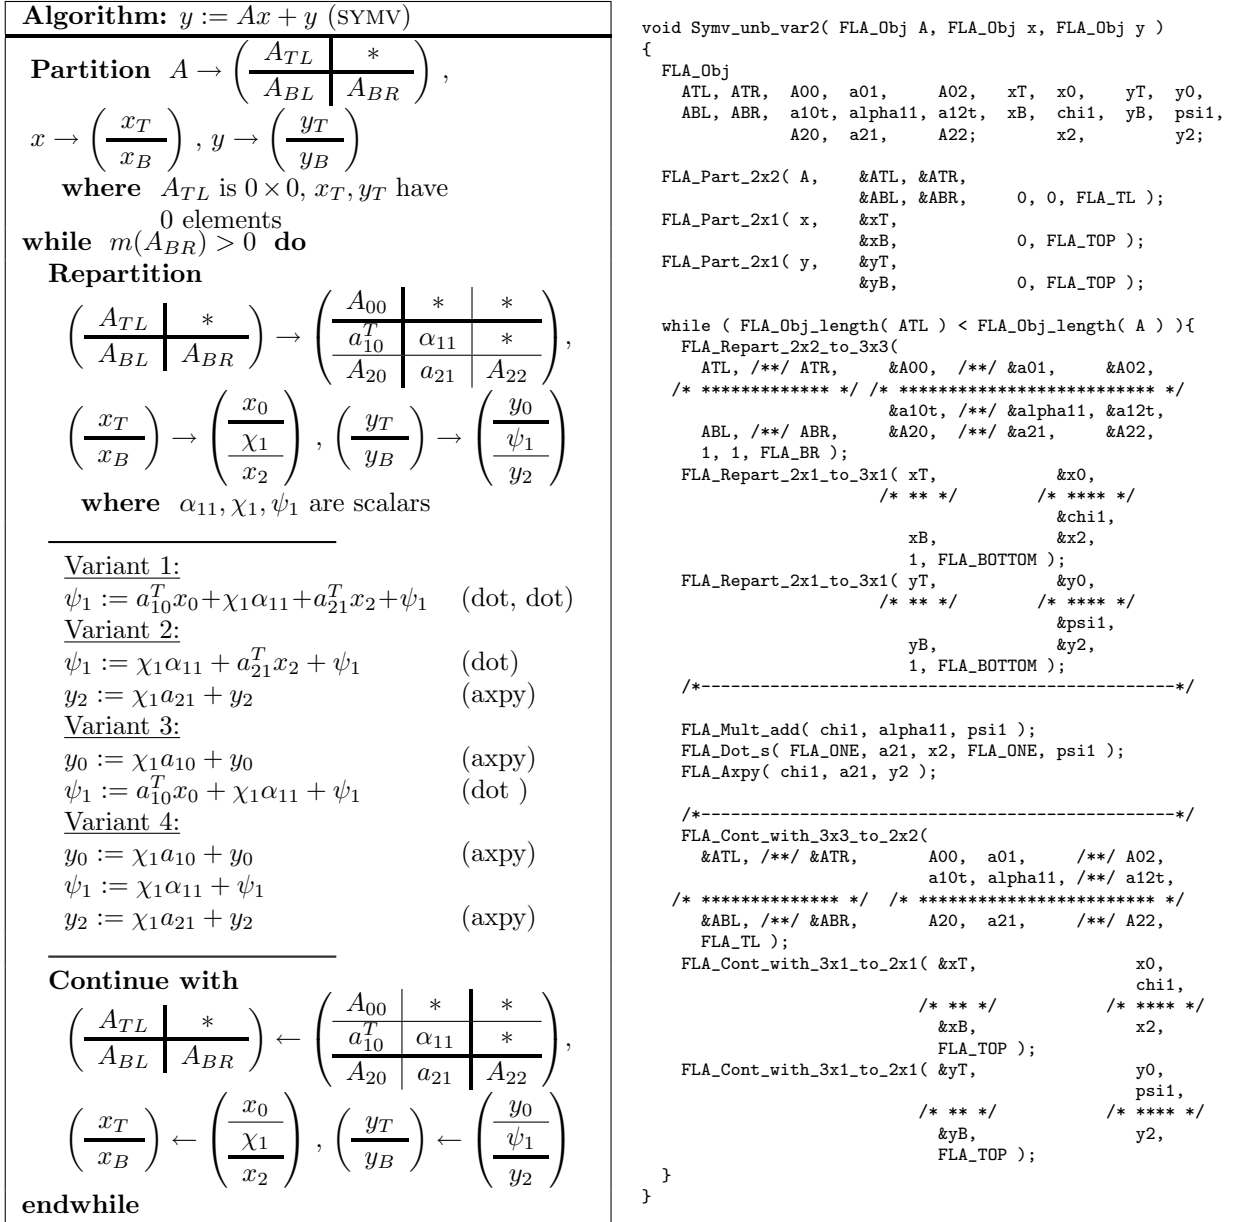 Algorithm: y := Ax + y (SYMV)
Partition A → ( A_TL | * / A_BL | A_BR ) ,
x → ( x_T / x_B ) , y → ( y_T / y_B )
where A_TL is 0 × 0, x_T, y_T have
0 elements
while m(A_BR) > 0 do
Repartition
( A_TL | * / A_BL | A_BR ) → ( A_00 | * | * / a_10^T | α_11 | * / A_20 | a_21 | A_22 ),
( x_T / x_B ) → ( x_0 / χ_1 / x_2 ) , ( y_T / y_B ) → ( y_0 / ψ_1 / y_2 )
where α_11, χ_1, ψ_1 are scalars
Variant 1:
ψ_1 := a_10^T x_0 + χ_1 α_11 + a_21^T x_2 + ψ_1 (dot, dot)
Variant 2:
ψ_1 := χ_1 α_11 + a_21^T x_2 + ψ_1 (dot)
y_2 := χ_1 a_21 + y_2 (axpy)
Variant 3:
y_0 := χ_1 a_10 + y_0 (axpy)
ψ_1 := a_10^T x_0 + χ_1 α_11 + ψ_1 (dot )
Variant 4:
y_0 := χ_1 a_10 + y_0 (axpy)
ψ_1 := χ_1 α_11 + ψ_1
y_2 := χ_1 a_21 + y_2 (axpy)
Continue with
( A_TL | * / A_BL | A_BR ) ← ( A_00 | * | * / a_10^T | α_11 | * / A_20 | a_21 | A_22 ),
( x_T / x_B ) ← ( x_0 / χ_1 / x_2 ) , ( y_T / y_B ) ← ( y_0 / ψ_1 / y_2 )
endwhile
void Symv_unb_var2( FLA_Obj A, FLA_Obj x, FLA_Obj y )
{
FLA_Obj
ATL, ATR, A00, a01, A02, xT, x0, yT, y0,
ABL, ABR, a10t, alpha11, a12t, xB, chi1, yB, psi1,
A20, a21, A22; x2, y2;
FLA_Part_2x2( A, &ATL, &ATR,
&ABL, &ABR, 0, 0, FLA_TL );
FLA_Part_2x1( x, &xT,
&xB, 0, FLA_TOP );
FLA_Part_2x1( y, &yT,
&yB, 0, FLA_TOP );
while ( FLA_Obj_length( ATL ) < FLA_Obj_length( A ) ){
FLA_Repart_2x2_to_3x3(
ATL, /**/ ATR, &A00, /**/ &a01, &A02,
/* ************* */ /* ************************** */
&a10t, /**/ &alpha11, &a12t,
ABL, /**/ ABR, &A20, /**/ &a21, &A22,
1, 1, FLA_BR );
FLA_Repart_2x1_to_3x1( xT, &x0,
/* ** */ /* **** */
&chi1,
xB, &x2,
1, FLA_BOTTOM );
FLA_Repart_2x1_to_3x1( yT, &y0,
/* ** */ /* **** */
&psi1,
yB, &y2,
1, FLA_BOTTOM );
/*------------------------------------------------*/
FLA_Mult_add( chi1, alpha11, psi1 );
FLA_Dot_s( FLA_ONE, a21, x2, FLA_ONE, psi1 );
FLA_Axpy( chi1, a21, y2 );
/*------------------------------------------------*/
FLA_Cont_with_3x3_to_2x2(
&ATL, /**/ &ATR, A00, a01, /**/ A02,
a10t, alpha11, /**/ a12t,
/* ************** */ /* ************************ */
&ABL, /**/ &ABR, A20, a21, /**/ A22,
FLA_TL );
FLA_Cont_with_3x1_to_2x1( &xT, x0,
chi1,
/* ** */ /* **** */
&xB, x2,
FLA_TOP );
FLA_Cont_with_3x1_to_2x1( &yT, y0,
psi1,
/* ** */ /* **** */
&yB, y2,
FLA_TOP );
}
}